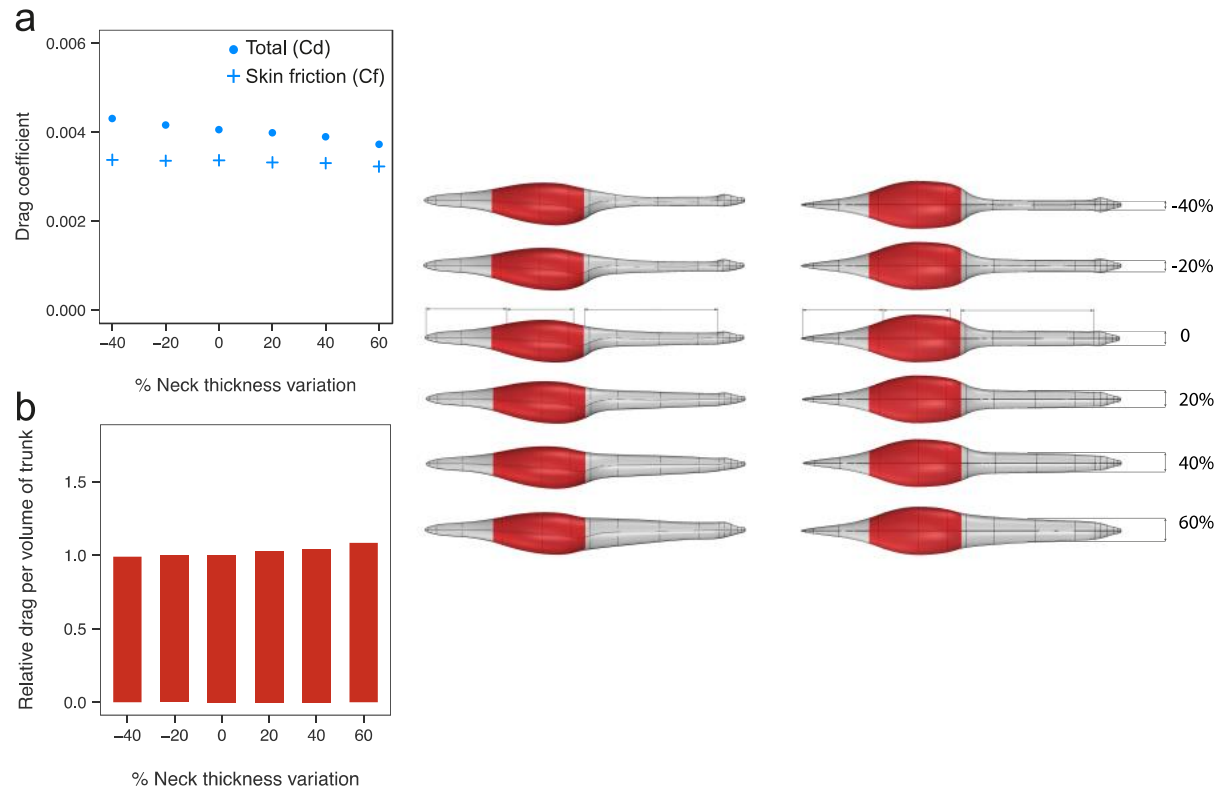 a
0.006
0.004
0.002
0.000
Drag coefficient
Total (Cd)
Skin friction (Cf)
−40 −20 0 20 40 60
% Neck thickness variation
b
1.5
1.0
0.5
0.0
Relative drag per volume of trunk
−40 −20 0 20 40 60
% Neck thickness variation
-40%
-20%
0
20%
40%
60%